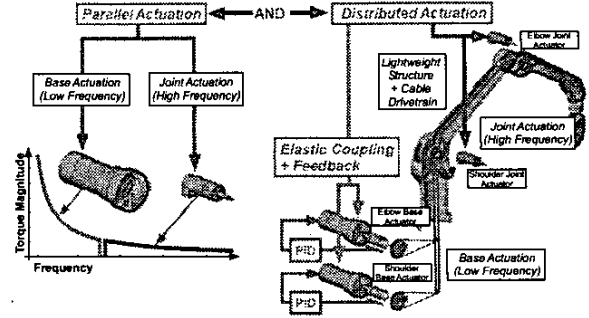 Parallel Actuation
AND
Distributed Actuation
Elbow Joint
Actuator
Base Actuation
(Low Frequency)
Joint Actuation
(High Frequency)
Lightweight
Structure
+ Cable
Drivetrain
Joint Actuation
(High Frequency)
Shoulder Joint
Actuator
Elastic Coupling
+ Feedback
Torque Magnitude
Frequency
Elbow Base
Actuator
PID
Shoulder
Base Actuator
PID
Base Actuation
(Low Frequency)